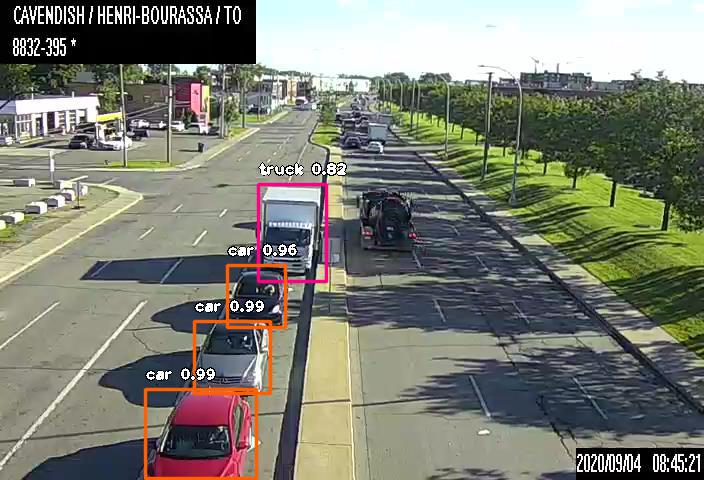 CAVENDISH / HENRI-BOURASSA / TO
8832-395 *
truck 0.82
car 0.96
car 0.99
car 0.99
2020/09/04 08:45:21